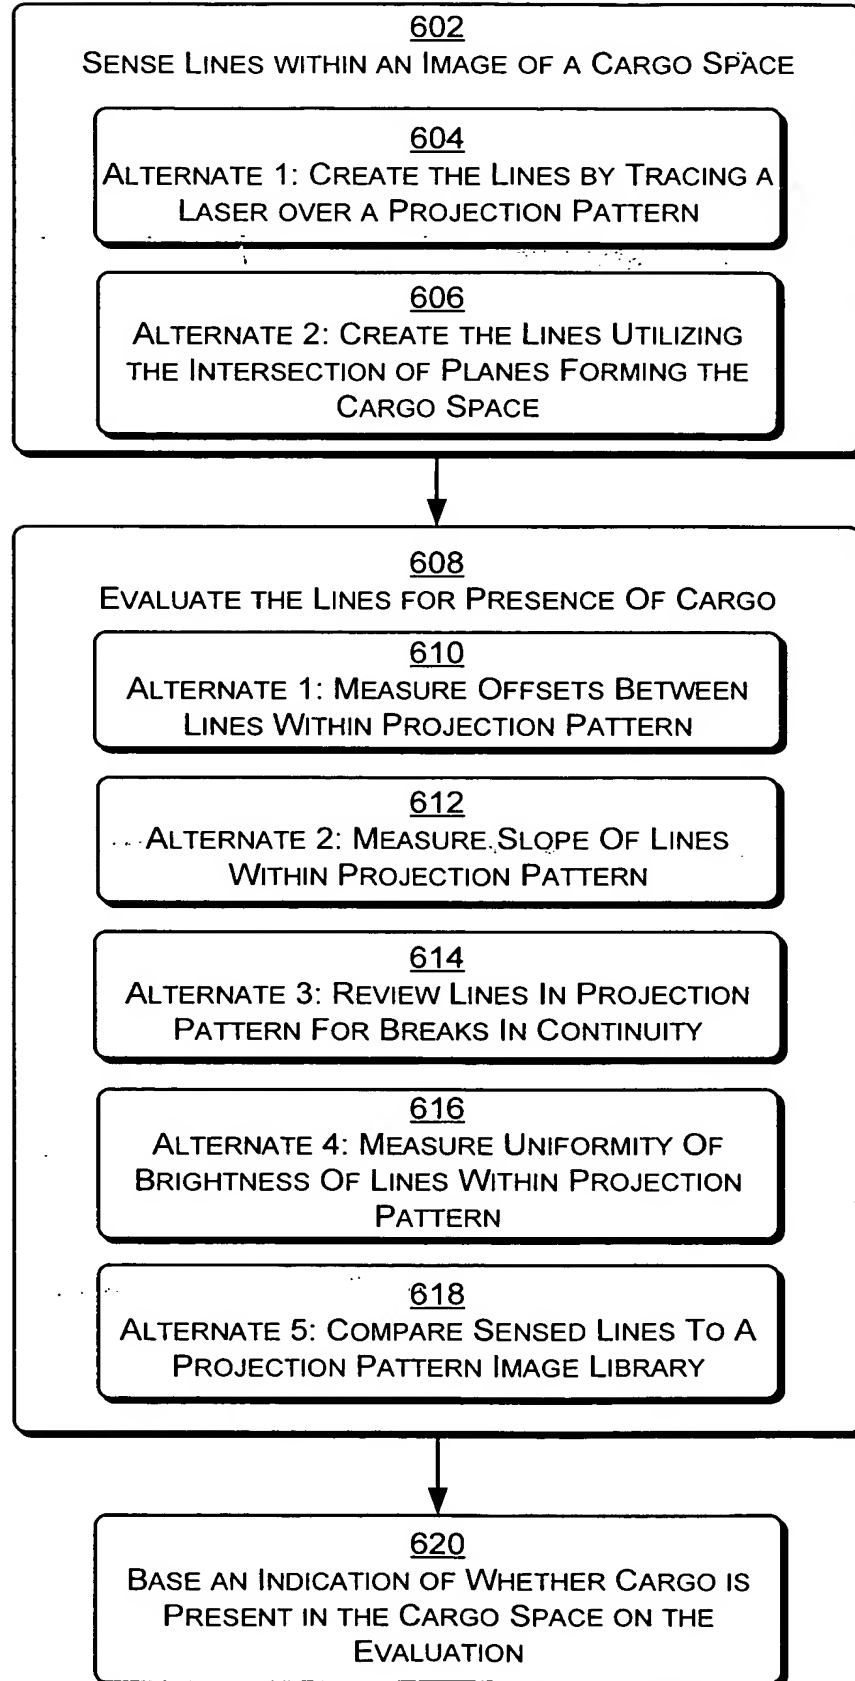 602
SENSE LINES WITHIN AN IMAGE OF A CARGO SPACE
604
ALTERNATE 1: CREATE THE LINES BY TRACING A
LASER OVER A PROJECTION PATTERN
606
ALTERNATE 2: CREATE THE LINES UTILIZING
THE INTERSECTION OF PLANES FORMING THE
CARGO SPACE
608
EVALUATE THE LINES FOR PRESENCE OF CARGO
610
ALTERNATE 1: MEASURE OFFSETS BETWEEN
LINES WITHIN PROJECTION PATTERN
612
ALTERNATE 2: MEASURE SLOPE OF LINES
WITHIN PROJECTION PATTERN
614
ALTERNATE 3: REVIEW LINES IN PROJECTION
PATTERN FOR BREAKS IN CONTINUITY
616
ALTERNATE 4: MEASURE UNIFORMITY OF
BRIGHTNESS OF LINES WITHIN PROJECTION
PATTERN
618
ALTERNATE 5: COMPARE SENSED LINES TO A
PROJECTION PATTERN IMAGE LIBRARY
620
BASE AN INDICATION OF WHETHER CARGO IS
PRESENT IN THE CARGO SPACE ON THE
EVALUATION